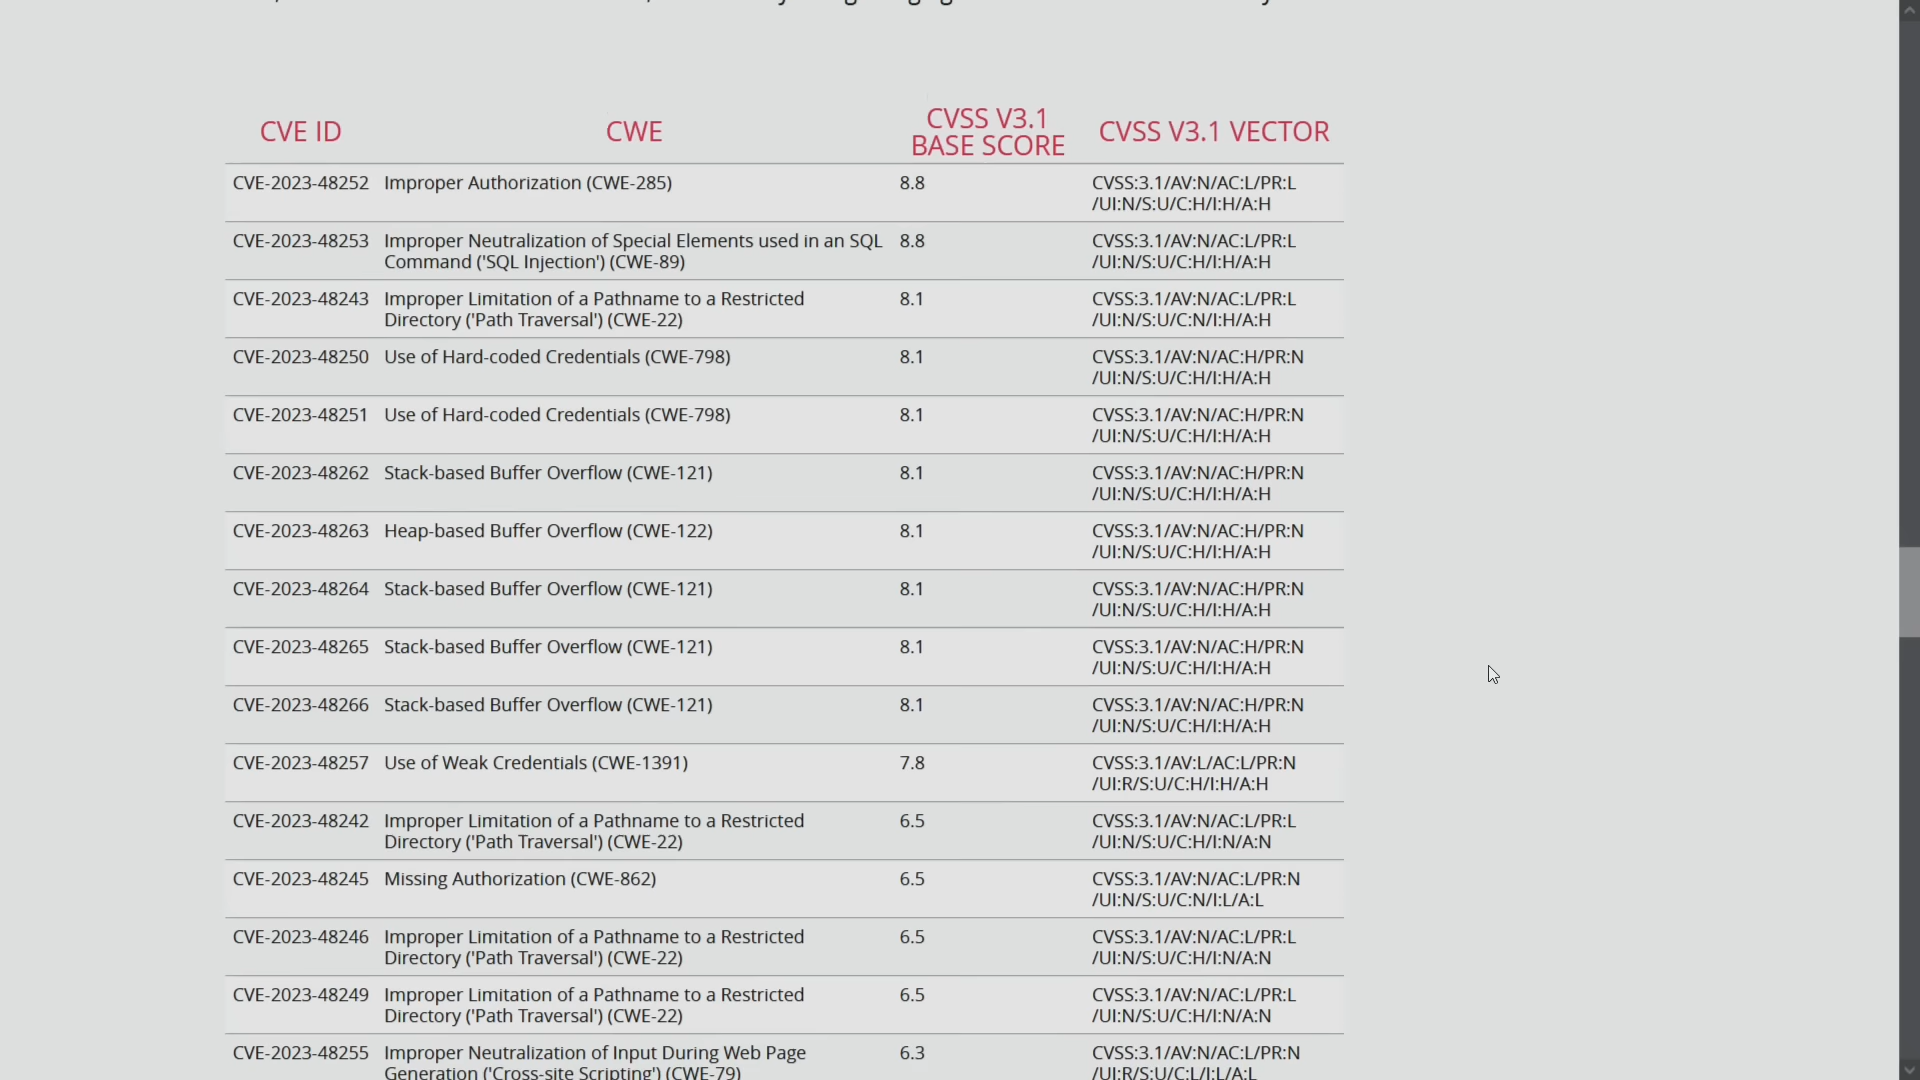 CVE ID CWE CVSS V3.1 BASE SCORE CVSS V3.1 VECTOR
CVE-2023-48252 Improper Authorization (CWE-285) 8.8 CVSS:3.1/AV:N/AC:L/PR:L
/UI:N/S:U/C:H/I:H/A:H
CVE-2023-48253 Improper Neutralization of Special Elements used in an SQL 8.8 CVSS:3.1/AV:N/AC:L/PR:L
Command ('SQL Injection') (CWE-89) /UI:N/S:U/C:H/I:H/A:H
CVE-2023-48243 Improper Limitation of a Pathname to a Restricted 8.1 CVSS:3.1/AV:N/AC:L/PR:L
Directory ('Path Traversal') (CWE-22) /UI:N/S:U/C:N/I:H/A:H
CVE-2023-48250 Use of Hard-coded Credentials (CWE-798) 8.1 CVSS:3.1/AV:N/AC:H/PR:N
/UI:N/S:U/C:H/I:H/A:H
CVE-2023-48251 Use of Hard-coded Credentials (CWE-798) 8.1 CVSS:3.1/AV:N/AC:H/PR:N
/UI:N/S:U/C:H/I:H/A:H
CVE-2023-48262 Stack-based Buffer Overflow (CWE-121) 8.1 CVSS:3.1/AV:N/AC:H/PR:N
/UI:N/S:U/C:H/I:H/A:H
CVE-2023-48263 Heap-based Buffer Overflow (CWE-122) 8.1 CVSS:3.1/AV:N/AC:H/PR:N
/UI:N/S:U/C:H/I:H/A:H
CVE-2023-48264 Stack-based Buffer Overflow (CWE-121) 8.1 CVSS:3.1/AV:N/AC:H/PR:N
/UI:N/S:U/C:H/I:H/A:H
CVE-2023-48265 Stack-based Buffer Overflow (CWE-121) 8.1 CVSS:3.1/AV:N/AC:H/PR:N
/UI:N/S:U/C:H/I:H/A:H
CVE-2023-48266 Stack-based Buffer Overflow (CWE-121) 8.1 CVSS:3.1/AV:N/AC:H/PR:N
/UI:N/S:U/C:H/I:H/A:H
CVE-2023-48257 Use of Weak Credentials (CWE-1391) 7.8 CVSS:3.1/AV:L/AC:L/PR:N
/UI:R/S:U/C:H/I:H/A:H
CVE-2023-48242 Improper Limitation of a Pathname to a Restricted 6.5 CVSS:3.1/AV:N/AC:L/PR:L
Directory ('Path Traversal') (CWE-22) /UI:N/S:U/C:H/I:N/A:N
CVE-2023-48245 Missing Authorization (CWE-862) 6.5 CVSS:3.1/AV:N/AC:L/PR:N
/UI:N/S:U/C:N/I:L/A:L
CVE-2023-48246 Improper Limitation of a Pathname to a Restricted 6.5 CVSS:3.1/AV:N/AC:L/PR:L
Directory ('Path Traversal') (CWE-22) /UI:N/S:U/C:H/I:N/A:N
CVE-2023-48249 Improper Limitation of a Pathname to a Restricted 6.5 CVSS:3.1/AV:N/AC:L/PR:L
Directory ('Path Traversal') (CWE-22) /UI:N/S:U/C:H/I:N/A:N
CVE-2023-48255 Improper Neutralization of Input During Web Page 6.3 CVSS:3.1/AV:N/AC:L/PR:N
Generation ('Cross-site Scripting') (CWE-79) /UI:R/S:U/C:L/I:L/A:L